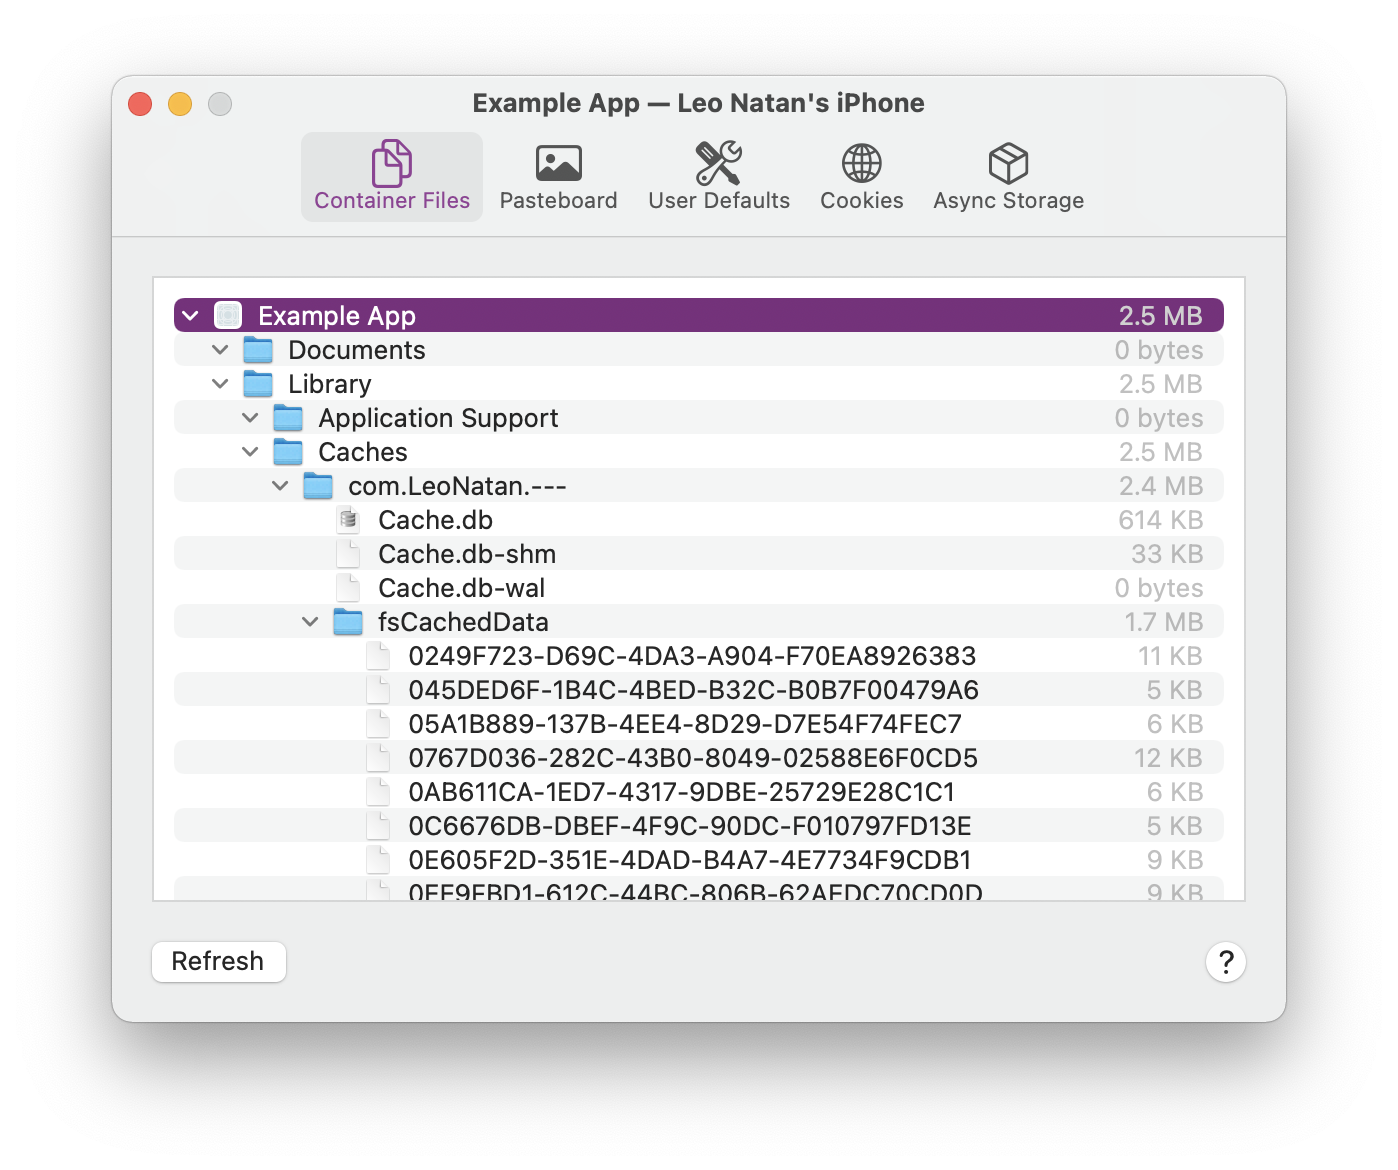 Example App — Leo Natan's iPhone
Container Files Pasteboard User Defaults Cookies Async Storage
Example App 2.5 MB
Documents 0 bytes
Library 2.5 MB
Application Support 0 bytes
Caches 2.5 MB
com.LeoNatan.--- 2.4 MB
Cache.db 614 KB
Cache.db-shm 33 KB
Cache.db-wal 0 bytes
fsCachedData 1.7 MB
0249F723-D69C-4DA3-A904-F70EA8926383 11 KB
045DED6F-1B4C-4BED-B32C-B0B7F00479A6 5 KB
05A1B889-137B-4EE4-8D29-D7E54F74FEC7 6 KB
0767D036-282C-43B0-8049-02588E6F0CD5 12 KB
0AB611CA-1ED7-4317-9DBE-25729E28C1C1 6 KB
0C6676DB-DBEF-4F9C-90DC-F010797FD13E 5 KB
0E605F2D-351E-4DAD-B4A7-4E7734F9CDB1 9 KB
9 KB
Refresh ?